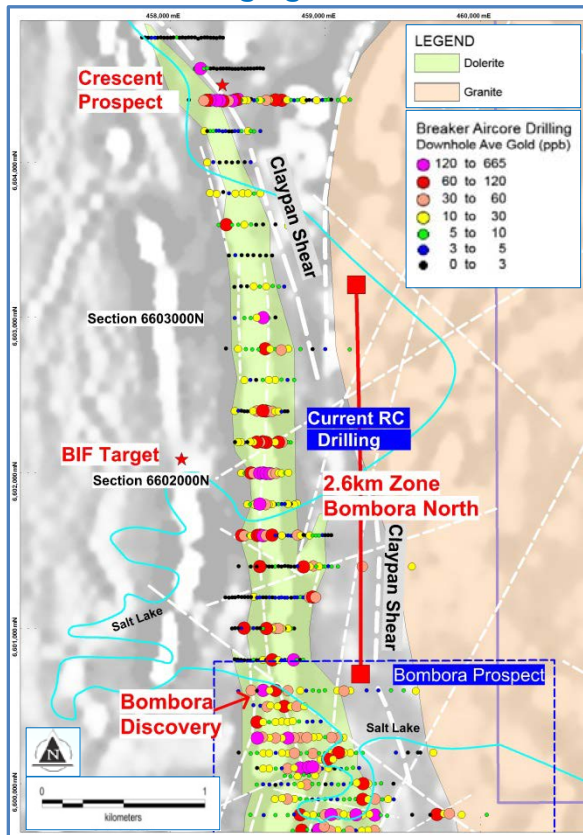 458,000 mE
459,000 mE
460,000 mE
LEGEND
Dolerite
Granite
Breaker Aircore Drilling
Downhole Ave Gold (ppb)
120 to 665
60 to 120
30 to 60
10 to 30
5 to 10
3 to 5
0 to 3
Crescent
Prospect
6,604,000 mN
Claypan Shear
Section 6603000N
6,603,000 mN
Current RC
Drilling
BIF Target
Section 6602000N
6,602,000 mN
2.6km Zone
Bombora North
Claypan Shear
Salt Lake
6,601,000 mN
Bombora Prospect
Bombora
Discovery
Salt Lake
N
0
1
kilometers
6,600,000 mN